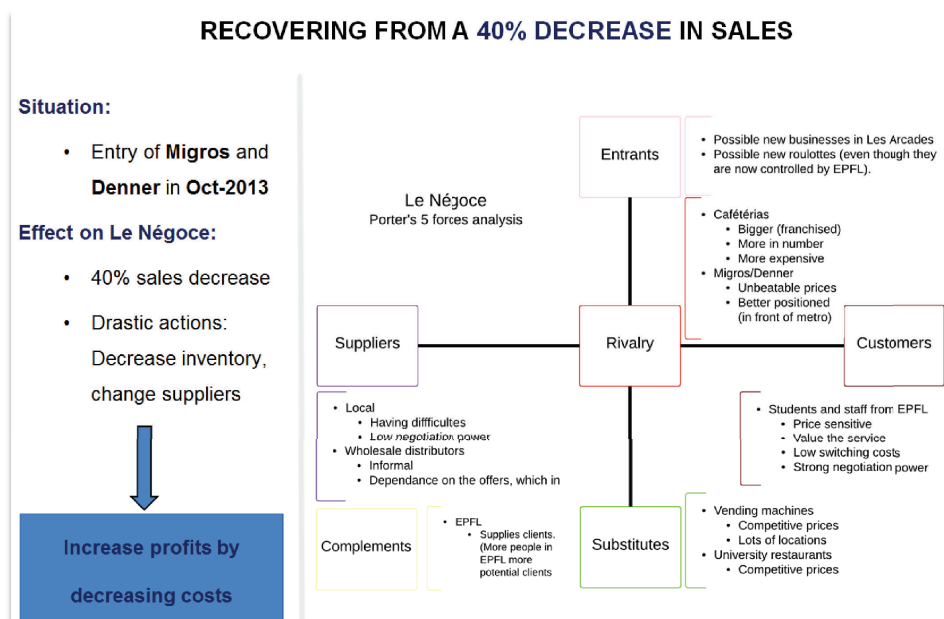 RECOVERING FROM A 40% DECREASE IN SALES
Situation:
• Entry of Migros and
Denner in Oct-2013
Effect on Le Négoce:
• 40% sales decrease
• Drastic actions:
Decrease inventory,
change suppliers
Increase profits by
decreasing costs
Le Négoce
Porter's 5 forces analysis
Entrants
• Possible new businesses in Les Arcades
• Possible new roulottes (even though they
are now controlled by EPFL).
• Cafétérias
• Bigger (franchised)
• More in number
• More expensive
• Migros/Denner
• Unbeatable prices
• Better positioned
(in front of metro)
Suppliers
Rivalry
Customers
• Local
• Having diffficultes
• Low negotiation power
• Wholesale distributors
• Informal
• Dependance on the offers, which in
• Students and staff from EPFL
• Price sensitive
• Value the service
• Low switching costs
• Strong negotiation power
Complements
• EPFL
• Supplies clients.
(More people in
EPFL more
potential clients
Substitutes
• Vending machines
• Competitive prices
• Lots of locations
• University restaurants
• Competitive prices